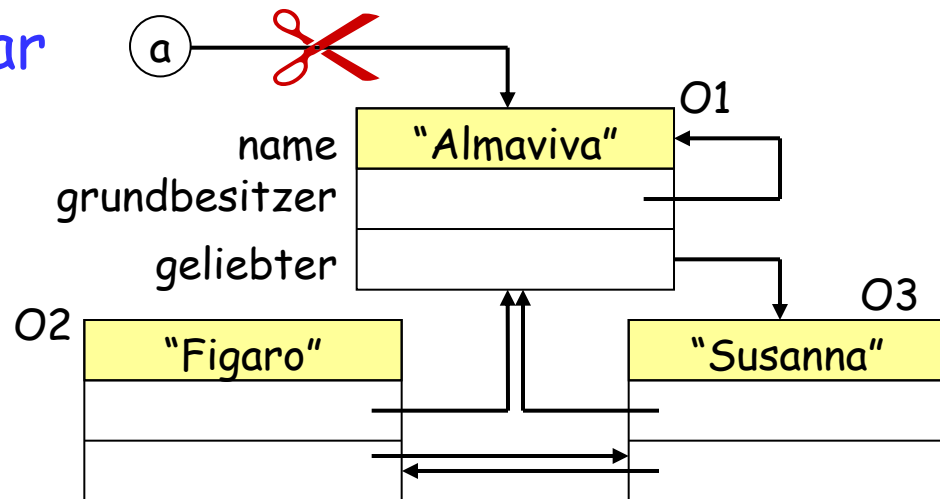 ar
a
O1
name "Almaviva"
grundbesitzer
geliebter
O2
O3
"Figaro"
"Susanna"